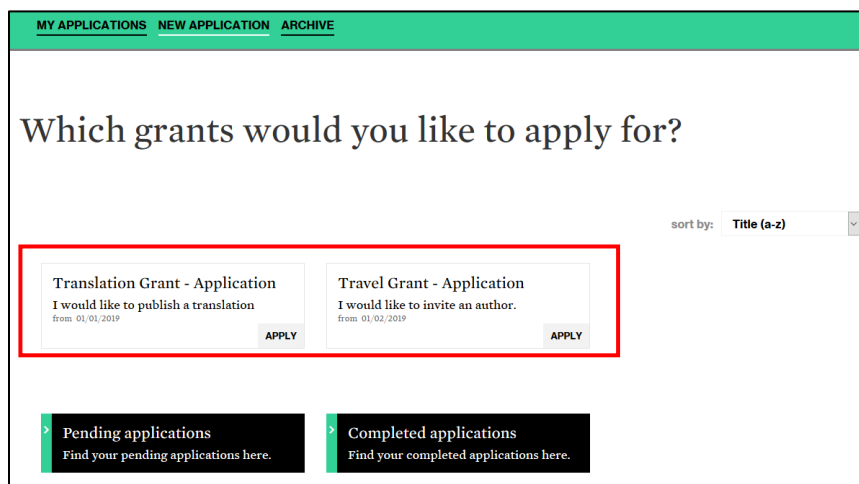 MY APPLICATIONS NEW APPLICATION ARCHIVE
Which grants would you like to apply for?
sort by: Title (a-z)
Translation Grant - Application
I would like to publish a translation
from 01/01/2019
APPLY
Travel Grant - Application
I would like to invite an author.
from 01/02/2019
APPLY
Pending applications
Find your pending applications here.
Completed applications
Find your completed applications here.